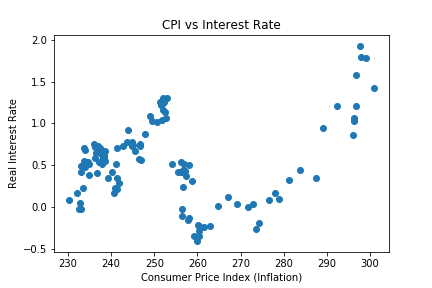 CPI vs Interest Rate
2.0
1.5
1.0
0.5
0.0
−0.5
Real Interest Rate
230 240 250 260 270 280 290 300
Consumer Price Index (Inflation)